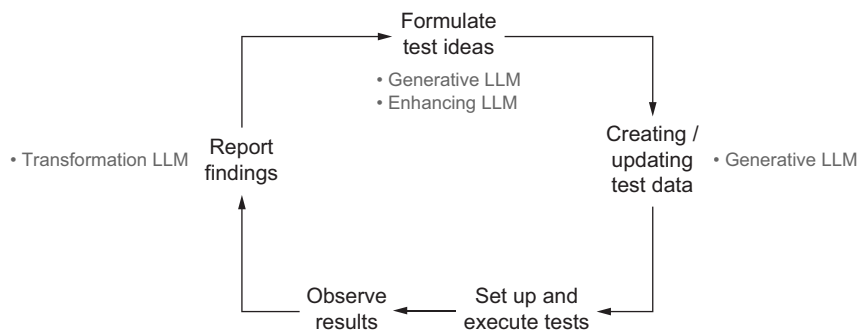 Formulate
test ideas
• Generative LLM
• Enhancing LLM
Creating /
updating
test data
• Generative LLM
Set up and
execute tests
Observe
results
Report
findings
• Transformation LLM